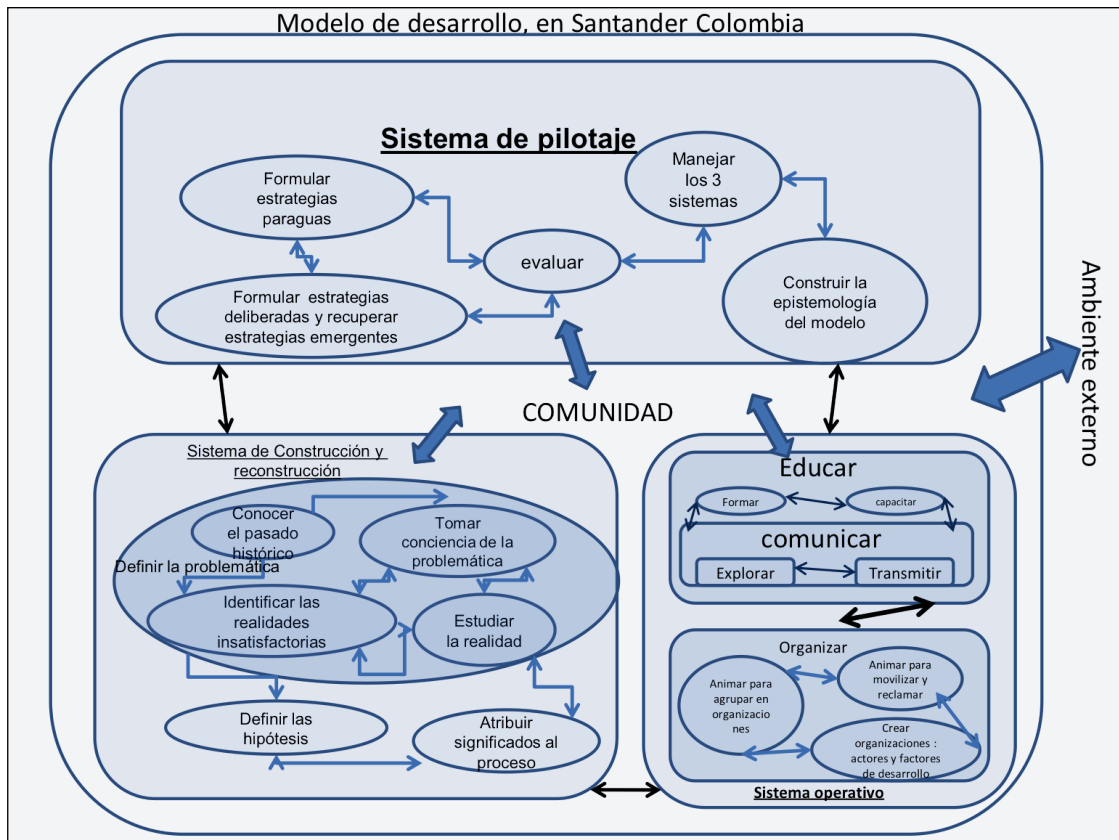 Modelo de desarrollo, en Santander Colombia
Sistema de pilotaje
Formular
estrategias
paraguas
Manejar
los 3
sistemas
evaluar
Formular estrategias
deliberadas y recuperar
estrategias emergentes
Construir la
epistemología
del modelo
Ambiente externo
COMUNIDAD
Sistema de Construcción y
reconstrucción
Conocer
el pasado
histórico
Tomar
conciencia de la
problemática
Definir la problemática
Identificar las
realidades
insatisfactorias
Estudiar
la realidad
Definir las
hipótesis
Atribuir
significados al
proceso
Educar
Formar
capacitar
comunicar
Explorar
Transmitir
Organizar
Animar para
agrupar en
organizacio
nes
Animar para
movilizar y
reclamar
Crear
organizaciones :
actores y factores
de desarrollo
Sistema operativo